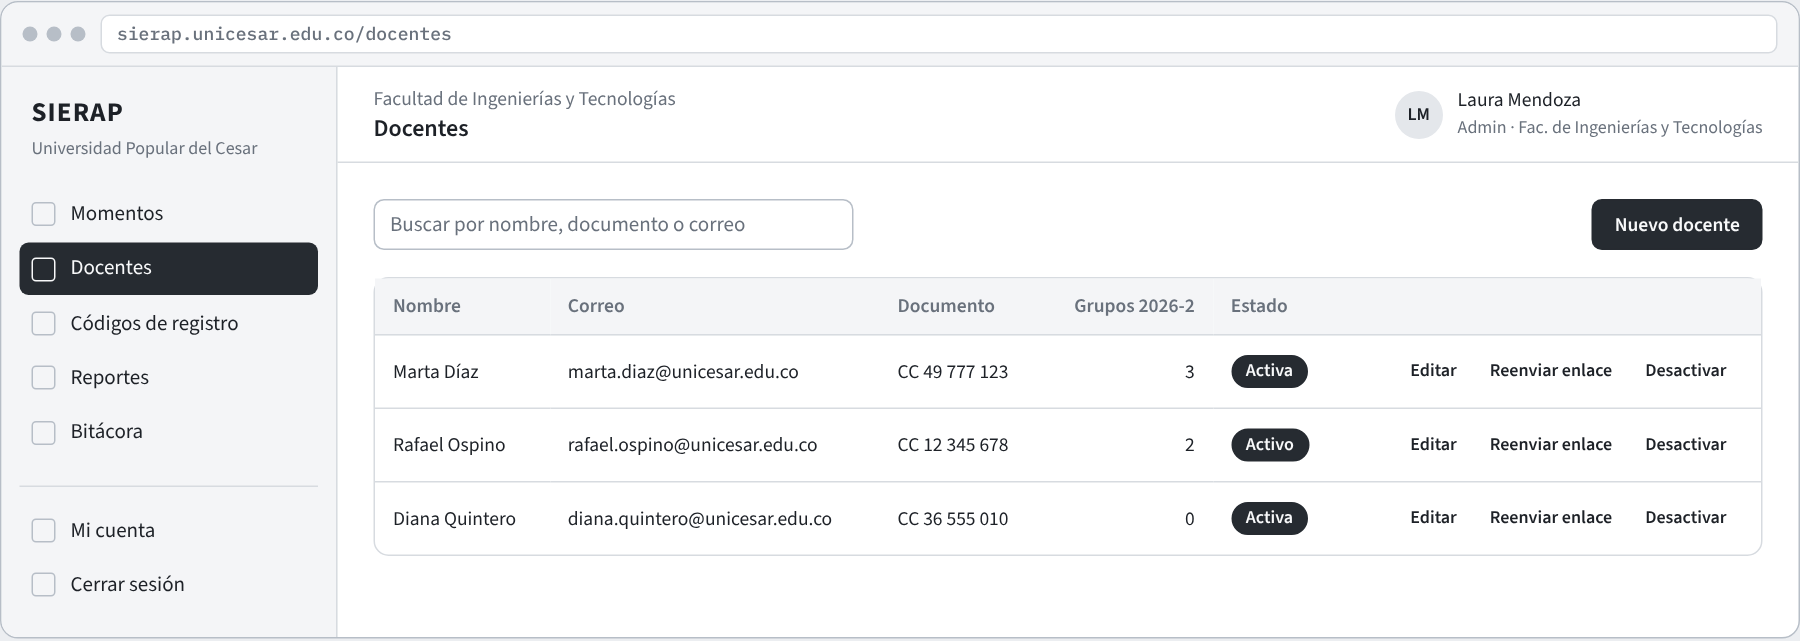 sierap.unicesar.edu.co/docentes
SIERAP
Universidad Popular del Cesar
Momentos
Docentes
Códigos de registro
Reportes
Bitácora
Mi cuenta
Cerrar sesión
Facultad de Ingenierías y Tecnologías
Docentes
LM
Laura Mendoza
Admin · Fac. de Ingenierías y Tecnologías
Buscar por nombre, documento o correo
Nuevo docente
Nombre Correo Documento Grupos 2026-2 Estado
Marta Díaz marta.diaz@unicesar.edu.co CC 49 777 123 3 Activa Editar Reenviar enlace Desactivar
Rafael Ospino rafael.ospino@unicesar.edu.co CC 12 345 678 2 Activo Editar Reenviar enlace Desactivar
Diana Quintero diana.quintero@unicesar.edu.co CC 36 555 010 0 Activa Editar Reenviar enlace Desactivar